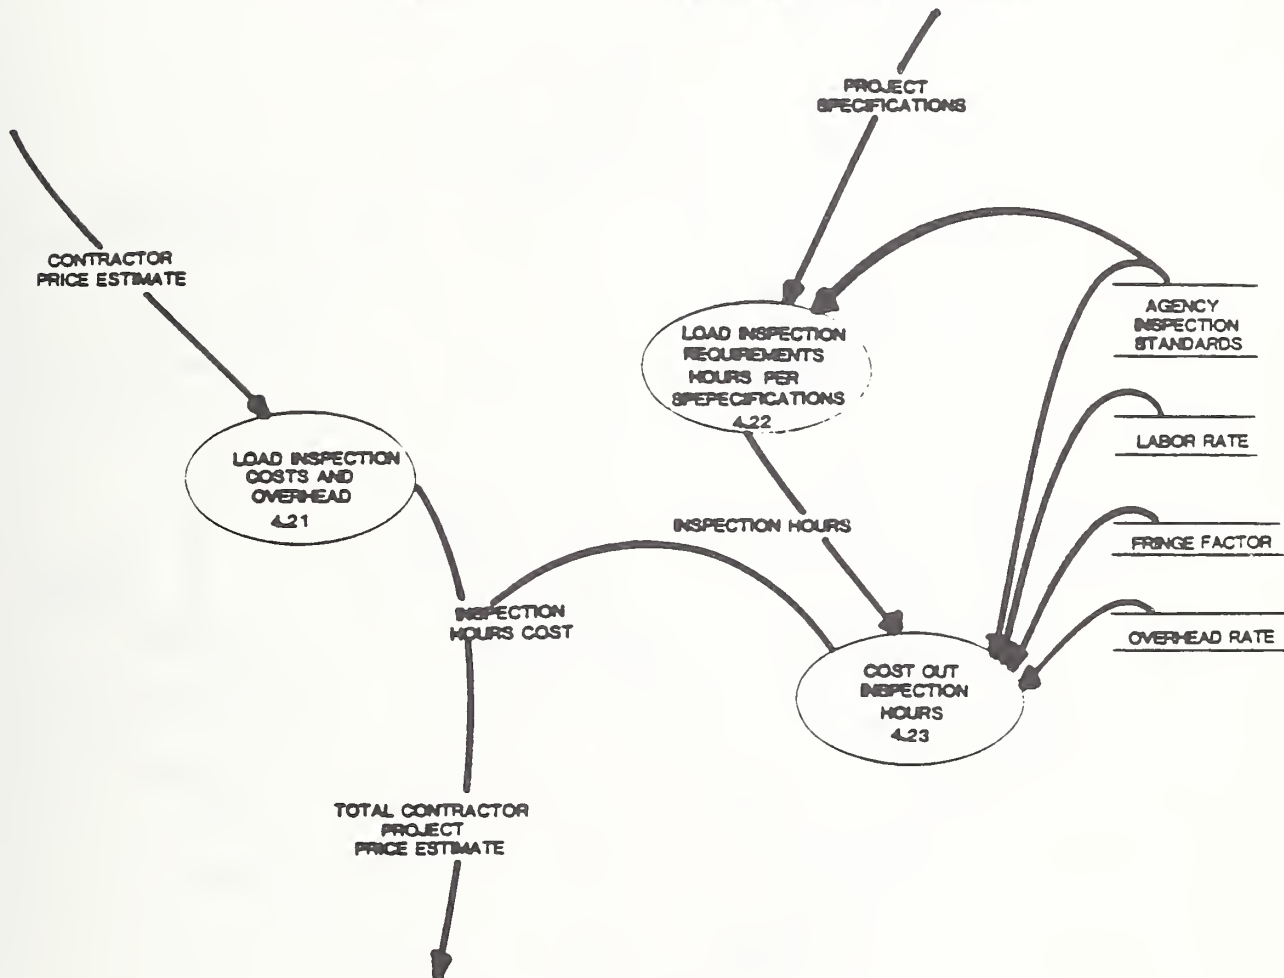 PROJECT
SPECIFICATIONS
CONTRACTOR
PRICE ESTIMATE
AGENCY
INSPECTION
STANDARDS
LOAD INSPECTION
REQUIREMENTS
HOURS PER
SPEPECIFICATIONS
4.22
LABOR RATE
LOAD INSPECTION
COSTS AND
OVERHEAD
4.21
INSPECTION HOURS
FRINGE FACTOR
INSPECTION
HOURS COST
OVERHEAD RATE
COST OUT
INSPECTION
HOURS
4.23
TOTAL CONTRACTOR
PROJECT
PRICE ESTIMATE